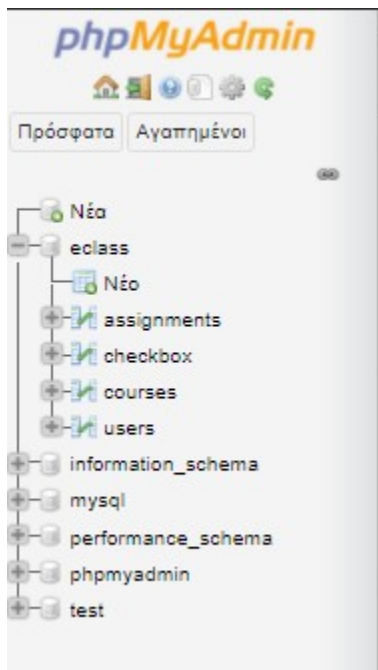 phpMyAdmin
Πρόσφατα Αγαπημένοι
Νέα
eclass
Νέο
assignments
checkbox
courses
users
information_schema
mysql
performance_schema
phpmyadmin
test